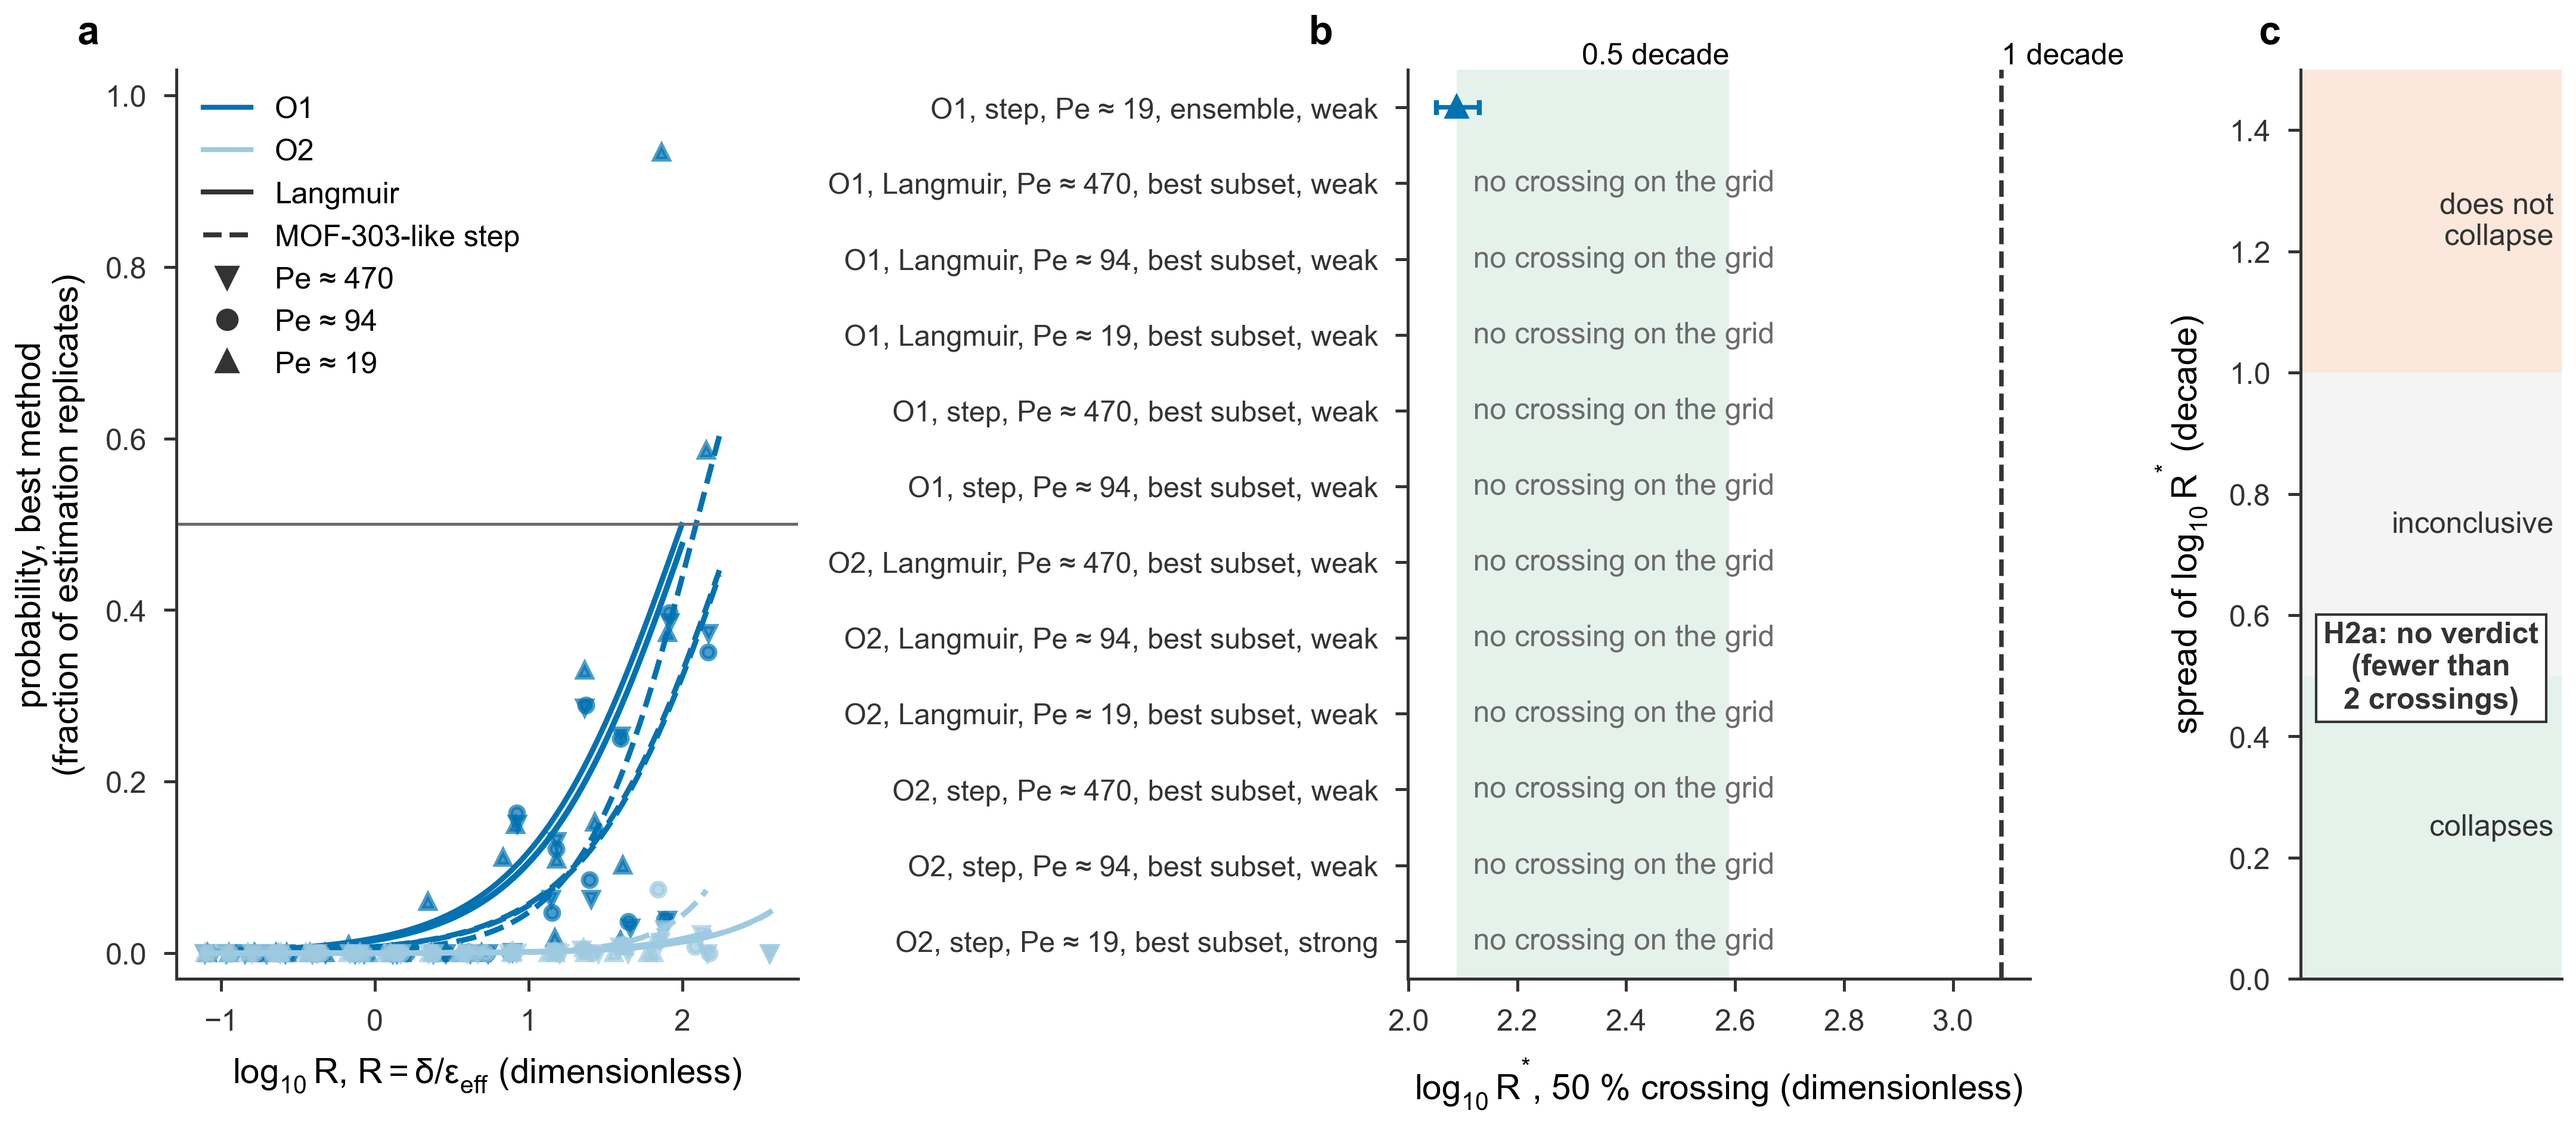 a
probability, best method
(fraction of estimation replicates)
1.0
0.8
0.6
0.4
0.2
0.0
O1
O2
Langmuir
MOF-303-like step
Pe ≈ 470
Pe ≈ 94
Pe ≈ 19
−1
0
1
2
log10 R, R = δ/εeff (dimensionless)
b
0.5 decade
1 decade
O1, step, Pe ≈ 19, ensemble, weak
O1, Langmuir, Pe ≈ 470, best subset, weak
no crossing on the grid
O1, Langmuir, Pe ≈ 94, best subset, weak
no crossing on the grid
O1, Langmuir, Pe ≈ 19, best subset, weak
no crossing on the grid
O1, step, Pe ≈ 470, best subset, weak
no crossing on the grid
O1, step, Pe ≈ 94, best subset, weak
no crossing on the grid
O2, Langmuir, Pe ≈ 470, best subset, weak
no crossing on the grid
O2, Langmuir, Pe ≈ 94, best subset, weak
no crossing on the grid
O2, Langmuir, Pe ≈ 19, best subset, weak
no crossing on the grid
O2, step, Pe ≈ 470, best subset, weak
no crossing on the grid
O2, step, Pe ≈ 94, best subset, weak
no crossing on the grid
O2, step, Pe ≈ 19, best subset, strong
no crossing on the grid
2.0
2.2
2.4
2.6
2.8
3.0
log10 R*, 50 % crossing (dimensionless)
c
spread of log10 R* (decade)
1.4
1.2
1.0
0.8
0.6
0.4
0.2
0.0
does not
collapse
inconclusive
H2a: no verdict
(fewer than
2 crossings)
collapses